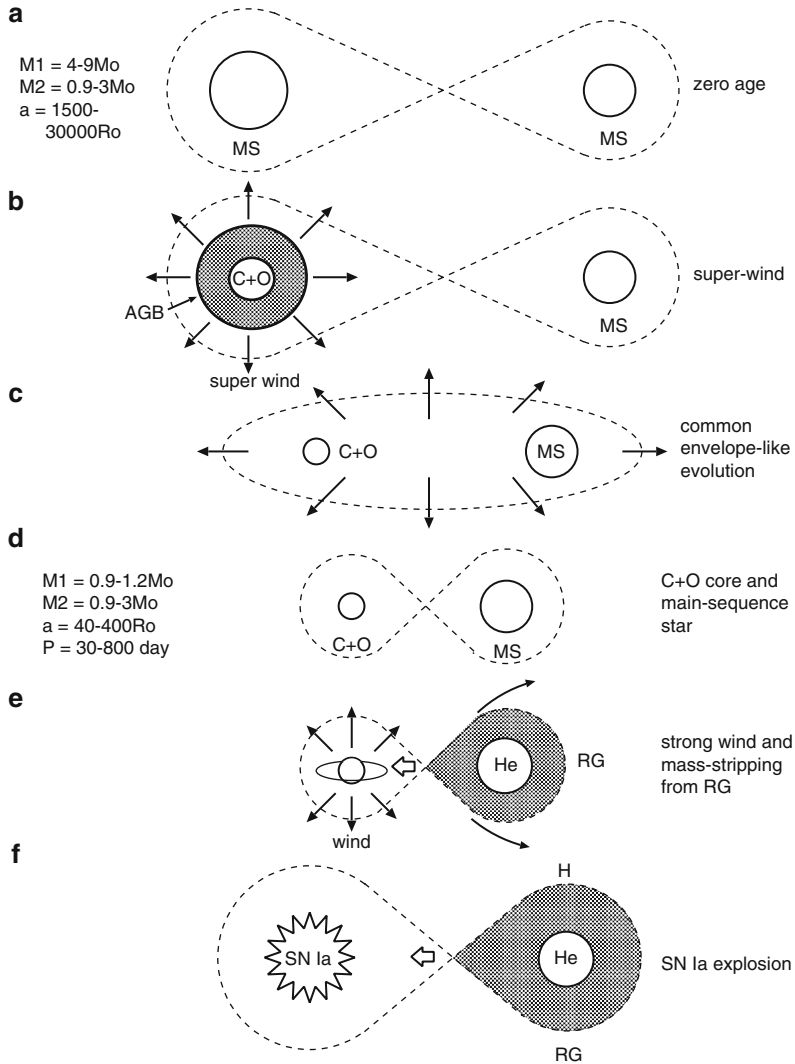 a
M1 = 4-9Mo
M2 = 0.9-3Mo
a = 1500-
30000Ro
MS
MS
zero age
b
C+O
AGB
super wind
MS
super-wind
c
C+O
MS
common
envelope-like
evolution
d
M1 = 0.9-1.2Mo
M2 = 0.9-3Mo
a = 40-400Ro
P = 30-800 day
C+O
MS
C+O core and
main-sequence
star
e
wind
He
RG
strong wind and
mass-stripping
from RG
f
SN Ia
H
He
RG
SN Ia explosion